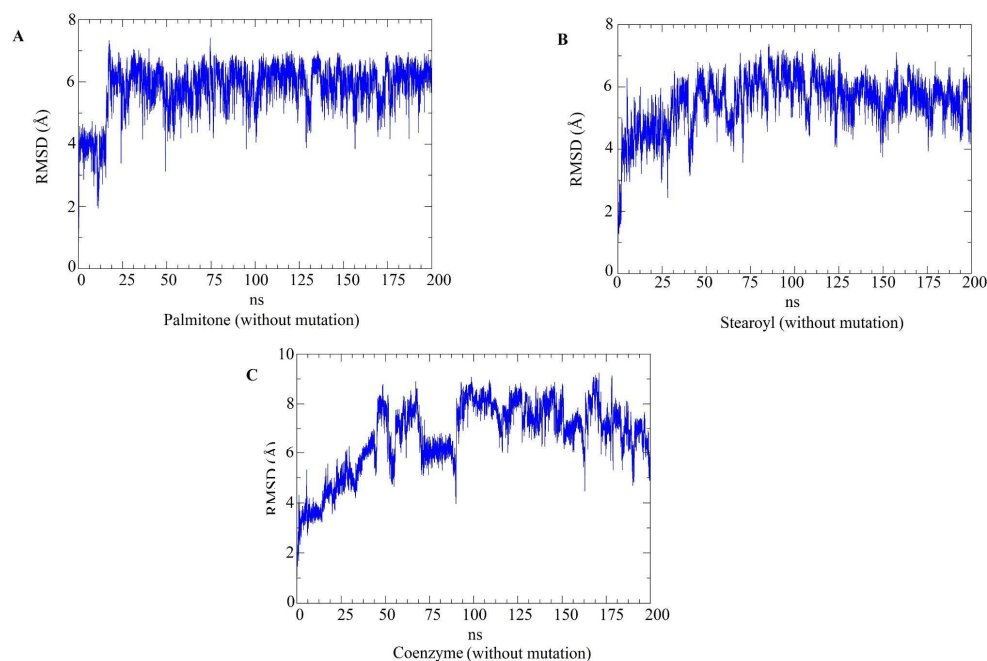 A
8
6
4
2
0
RMSD (Å)
0 25 50 75 100 125 150 175 200
ns
Palmitone (without mutation)
B
8
6
4
2
0
RMSD (Å)
0 25 50 75 100 125 150 175 200
ns
Stearoyl (without mutation)
C
10
8
6
4
2
0
RMSD (Å)
0 25 50 75 100 125 150 175 200
ns
Coenzyme (without mutation)